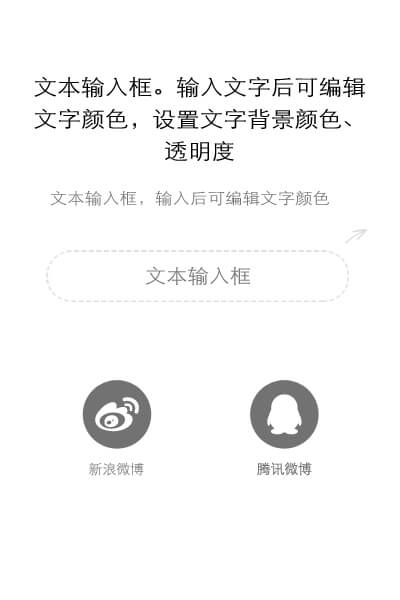 文本输入框。输入文字后可编辑
文字颜色，设置文字背景颜色、
透明度
文本输入框，输入后可编辑文字颜色
文本输入框
新浪微博
腾讯微博